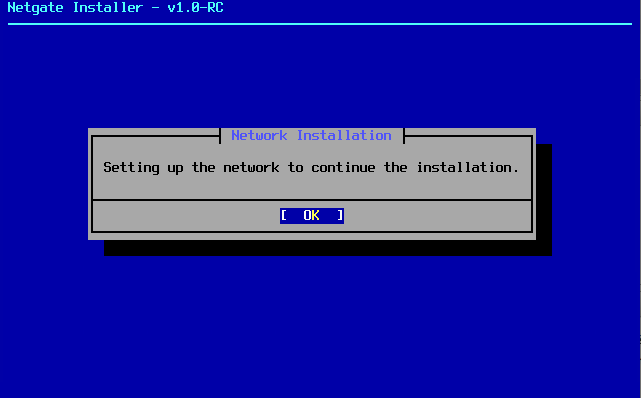 Netgate Installer - v1.0-RC
Network Installation
Setting up the network to continue the installation.
[  OK  ]